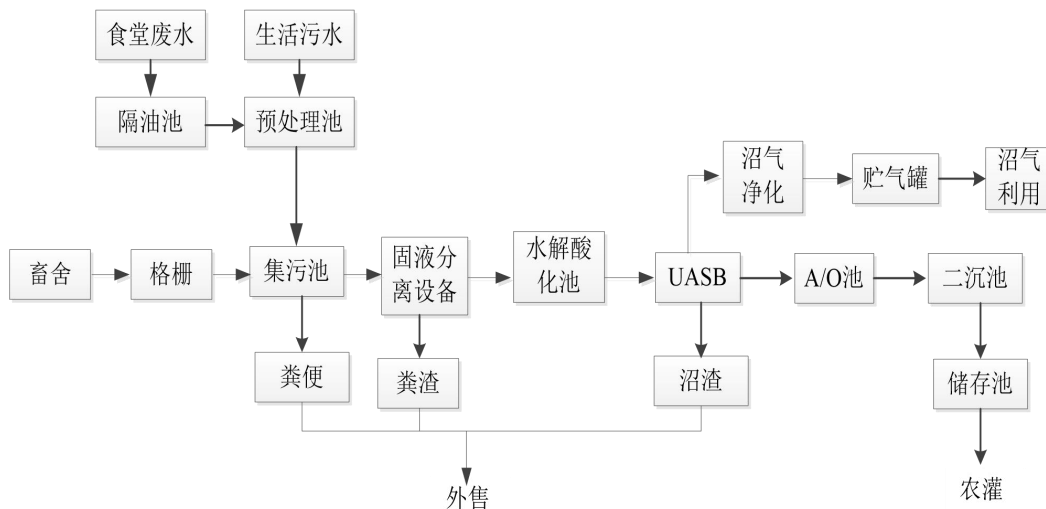 食堂废水
生活污水
隔油池
预处理池
沼气
净化
贮气罐
沼气
利用
畜舍
格栅
集污池
固液分
离设备
水解酸
化池
UASB
A/O池
二沉池
粪便
粪渣
沼渣
储存池
外售
农灌